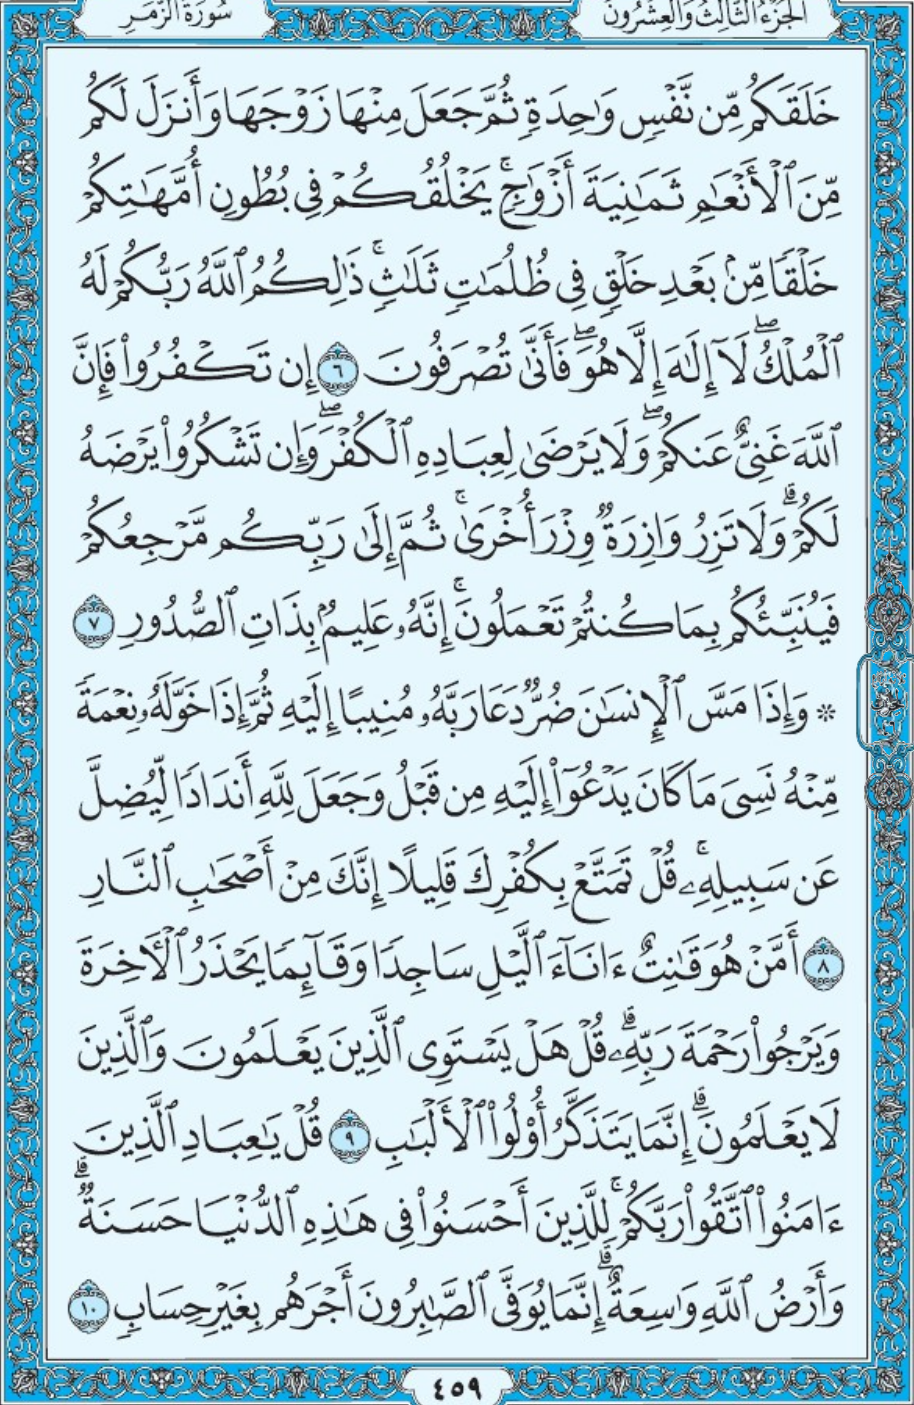 الجزء الثالث والعشرون
سورة الزمر
خَلَقَكُم مِّن نَّفْسٍ وَٰحِدَةٍ ثُمَّ جَعَلَ مِنْهَا زَوْجَهَا وَأَنزَلَ لَكُم
مِّنَ ٱلْأَنْعَٰمِ ثَمَٰنِيَةَ أَزْوَٰجٍ ۚ يَخْلُقُكُمْ فِى بُطُونِ أُمَّهَٰتِكُمْ
خَلْقًا مِّنۢ بَعْدِ خَلْقٍ فِى ظُلُمَٰتٍ ثَلَٰثٍ ۚ ذَٰلِكُمُ ٱللَّهُ رَبُّكُمْ لَهُ
ٱلْمُلْكُ ۖ لَآ إِلَٰهَ إِلَّا هُوَ ۖ فَأَنَّىٰ تُصْرَفُونَ ٦ إِن تَكْفُرُوا۟ فَإِنَّ
ٱللَّهَ غَنِىٌّ عَنكُمْ ۖ وَلَا يَرْضَىٰ لِعِبَادِهِ ٱلْكُفْرَ ۖ وَإِن تَشْكُرُوا۟ يَرْضَهُ
لَكُمْ ۗ وَلَا تَزِرُ وَازِرَةٌ وِزْرَ أُخْرَىٰ ۚ ثُمَّ إِلَىٰ رَبِّكُم مَّرْجِعُكُمْ
فَيُنَبِّئُكُم بِمَا كُنتُمْ تَعْمَلُونَ ۚ إِنَّهُۥ عَلِيمٌۢ بِذَاتِ ٱلصُّدُورِ ٧
* وَإِذَا مَسَّ ٱلْإِنسَٰنَ ضُرٌّ دَعَا رَبَّهُۥ مُنِيبًا إِلَيْهِ ثُمَّ إِذَا خَوَّلَهُۥ نِعْمَةً
مِّنْهُ نَسِىَ مَا كَانَ يَدْعُوٓا۟ إِلَيْهِ مِن قَبْلُ وَجَعَلَ لِلَّهِ أَندَادًا لِّيُضِلَّ
عَن سَبِيلِهِۦ ۚ قُلْ تَمَتَّعْ بِكُفْرِكَ قَلِيلًا إِنَّكَ مِنْ أَصْحَٰبِ ٱلنَّارِ
٨ أَمَّنْ هُوَ قَٰنِتٌ ءَانَآءَ ٱلَّيْلِ سَاجِدًا وَقَآئِمًا يَحْذَرُ ٱلْءَاخِرَةَ
وَيَرْجُوا۟ رَحْمَةَ رَبِّهِۦ ۗ قُلْ هَلْ يَسْتَوِى ٱلَّذِينَ يَعْلَمُونَ وَٱلَّذِينَ
لَا يَعْلَمُونَ ۗ إِنَّمَا يَتَذَكَّرُ أُو۟لُوا۟ ٱلْأَلْبَٰبِ ٩ قُلْ يَٰعِبَادِ ٱلَّذِينَ
ءَامَنُوا۟ ٱتَّقُوا۟ رَبَّكُمْ ۚ لِلَّذِينَ أَحْسَنُوا۟ فِى هَٰذِهِ ٱلدُّنْيَا حَسَنَةٌ ۗ
وَأَرْضُ ٱللَّهِ وَٰسِعَةٌ ۗ إِنَّمَا يُوَفَّى ٱلصَّٰبِرُونَ أَجْرَهُم بِغَيْرِ حِسَابٍ ١٠
٤٥٩